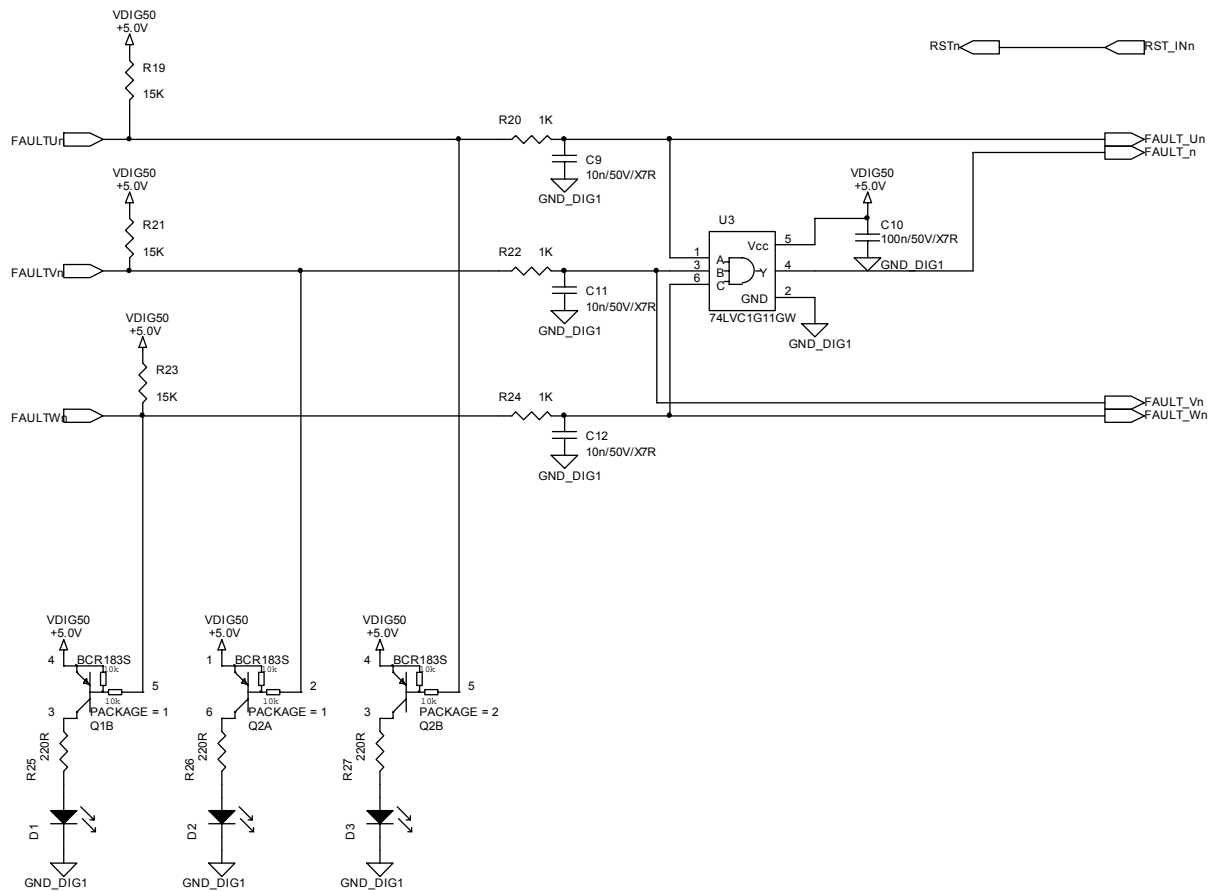 VDIG50
+5.0V
R19
15K
FAULTUn
RSTn
RST_INn
R20 1K
C9
10n/50V/X7R
GND_DIG1
FAULT_Un
FAULT_n
VDIG50
+5.0V
R21
15K
FAULTVn
R22 1K
C11
10n/50V/X7R
GND_DIG1
U3
Vcc
5
1
3
6
A
B
C
Y
4
GND
2
74LVC1G11GW
VDIG50
+5.0V
C10
100n/50V/X7R
GND_DIG1
GND_DIG1
VDIG50
+5.0V
R23
15K
FAULTWn
R24 1K
C12
10n/50V/X7R
GND_DIG1
FAULT_Vn
FAULT_Wn
VDIG50
+5.0V
4
BCR183S
10k
10k
5
3
PACKAGE = 1
Q1B
R25
220R
D1
GND_DIG1
VDIG50
+5.0V
1
BCR183S
10k
10k
2
6
PACKAGE = 1
Q2A
R26
220R
D2
GND_DIG1
VDIG50
+5.0V
4
BCR183S
10k
10k
5
3
PACKAGE = 2
Q2B
R27
220R
D3
GND_DIG1